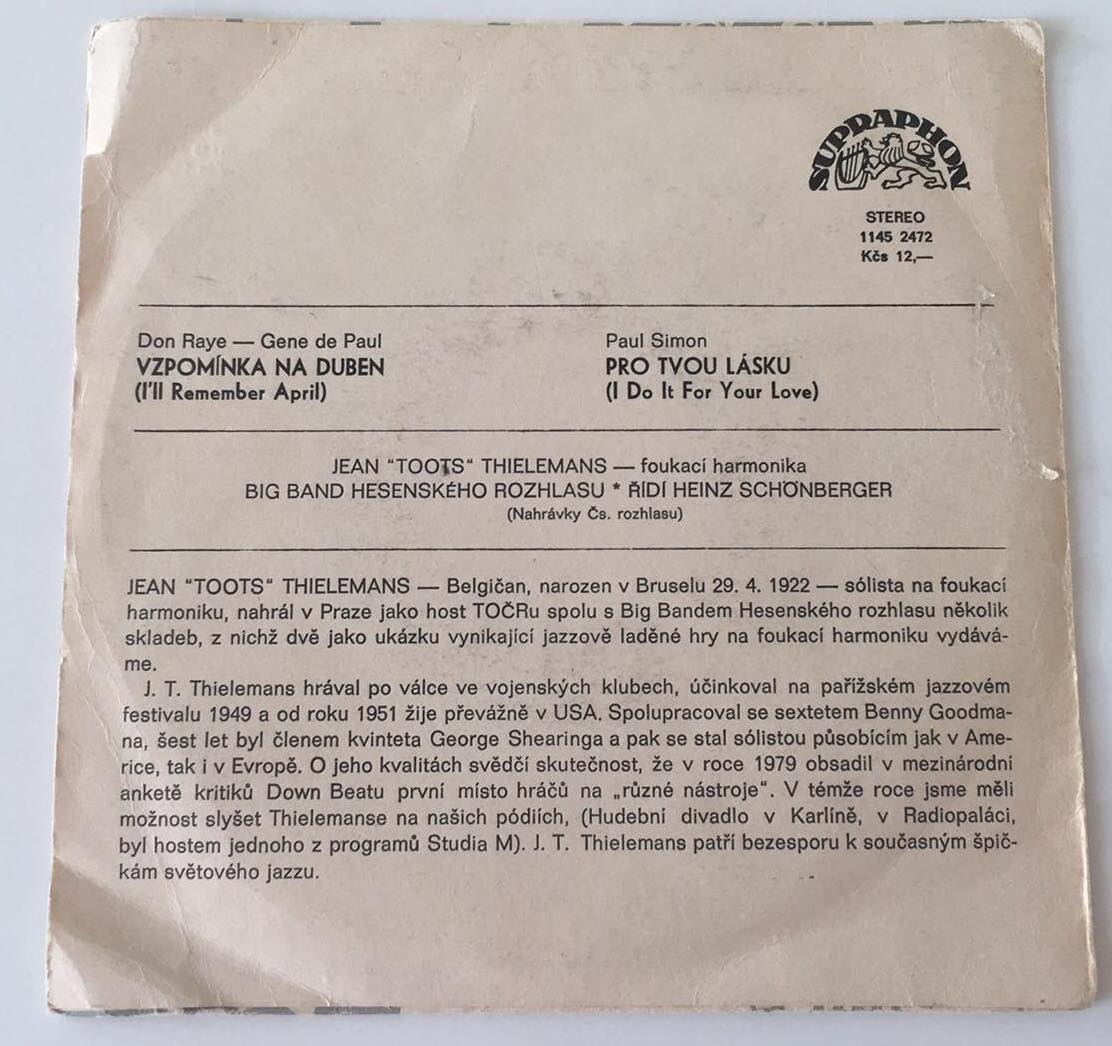 SUPRAPHON
STEREO
1145 2472
Kčs 12,—
Don Raye — Gene de Paul
VZPOMÍNKA NA DUBEN
(I'll Remember April)
Paul Simon
PRO TVOU LÁSKU
(I Do It For Your Love)
JEAN "TOOTS" THIELEMANS — foukací harmonika
BIG BAND HESENSKÉHO ROZHLASU * ŘÍDÍ HEINZ SCHÖNBERGER
(Nahrávky Čs. rozhlasu)
JEAN "TOOTS" THIELEMANS — Belgičan, narozen v Bruselu 29. 4. 1922 — sólista na foukací
harmoniku, nahrál v Praze jako host TOČRu spolu s Big Bandem Hesenského rozhlasu několik
skladeb, z nichž dvě jako ukázku vynikající jazzově laděné hry na foukací harmoniku vydává-
me.
J. T. Thielemans hrával po válce ve vojenských klubech, účinkoval na pařížském jazzovém
festivalu 1949 a od roku 1951 žije převážně v USA. Spolupracoval se sextetem Benny Goodma-
na, šest let byl členem kvinteta George Shearinga a pak se stal sólistou působícím jak v Ame-
rice, tak i v Evropě. O jeho kvalitách svědčí skutečnost, že v roce 1979 obsadil v mezinárodní
anketě kritiků Down Beatu první místo hráčů na „různé nástroje". V témže roce jsme měli
možnost slyšet Thielemanse na našich pódiích, (Hudební divadlo v Karlíně, v Radiopaláci,
byl hostem jednoho z programů Studia M). J. T. Thielemans patří bezesporu k současným špič-
kám světového jazzu.